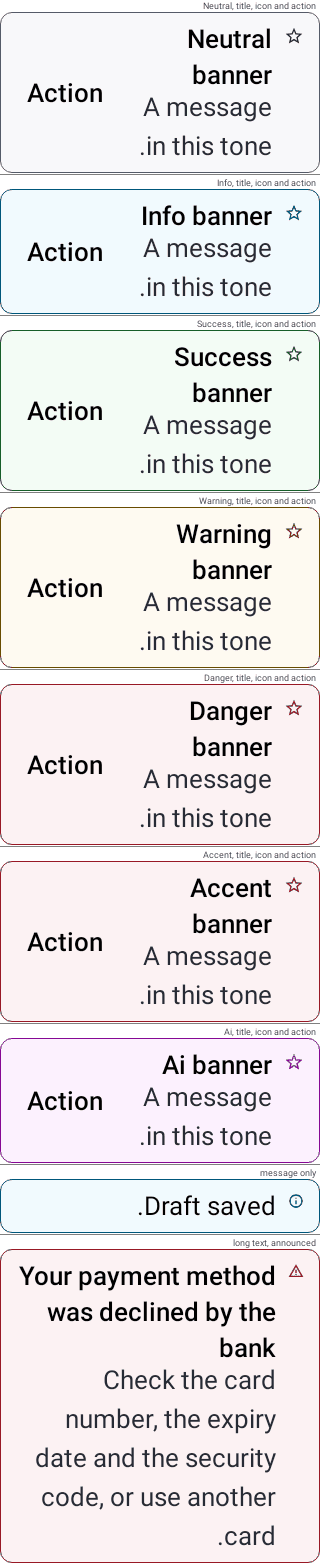 Neutral, title, icon and action
Neutral
banner
A message
.in this tone
Action
Info, title, icon and action
Info banner
A message
.in this tone
Action
Success, title, icon and action
Success
banner
A message
.in this tone
Action
Warning, title, icon and action
Warning
banner
A message
.in this tone
Action
Danger, title, icon and action
Danger
banner
A message
.in this tone
Action
Accent, title, icon and action
Accent
banner
A message
.in this tone
Action
Ai, title, icon and action
Ai banner
A message
.in this tone
Action
message only
.Draft saved
long text, announced
Your payment method
was declined by the
bank
Check the card
number, the expiry
date and the security
code, or use another
.card